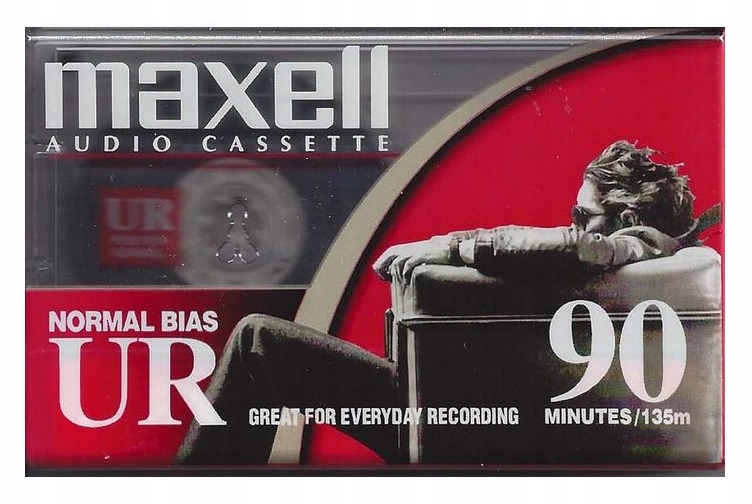 maxell
AUDIO CASSETTE
UR
NORMAL BIAS
UR
GREAT FOR EVERYDAY RECORDING
90
MINUTES/135m